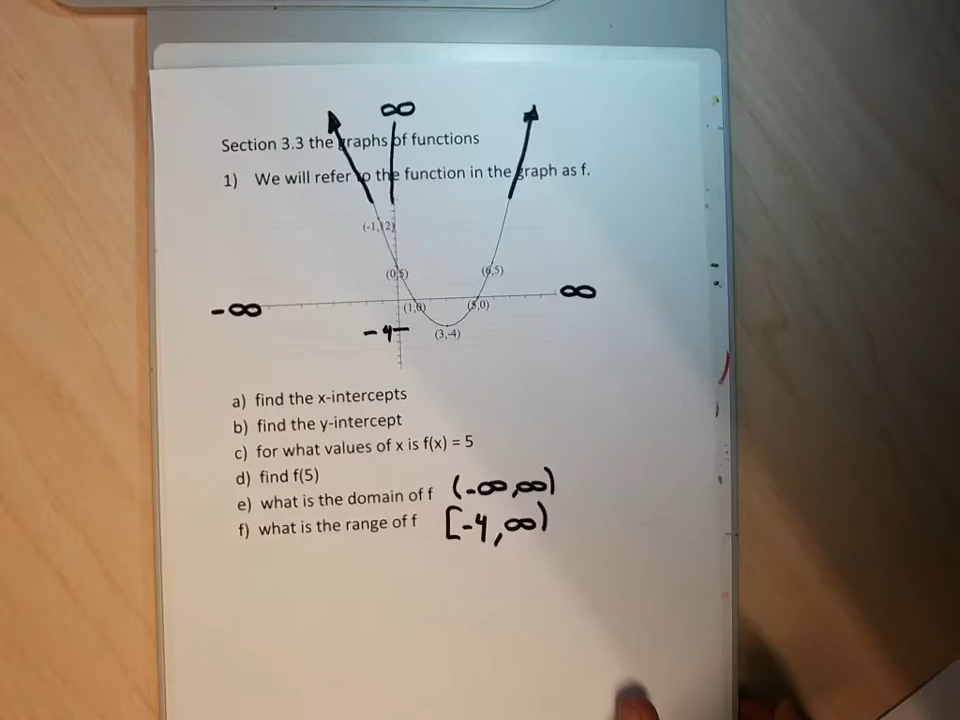 ∞
Section 3.3 the graphs of functions
1) We will refer to the function in the graph as f.
(-1,12)
(0,5) (6,5)
-∞ (1,0) (5,0) ∞
-4 (3,-4)
a) find the x-intercepts
b) find the y-intercept
c) for what values of x is f(x) = 5
d) find f(5)
e) what is the domain of f (-∞,∞)
f) what is the range of f [-4,∞)